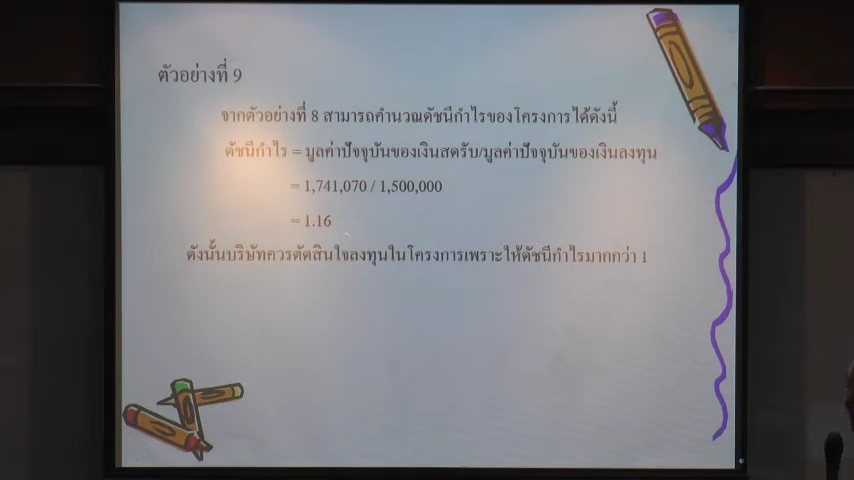 ตัวอย่างที่ 9
จากตัวอย่างที่ 8 สามารถคำนวณดัชนีกำไรของโครงการได้ดังนี้
ดัชนีกำไร = มูลค่าปัจจุบันของเงินสดรับ/มูลค่าปัจจุบันของเงินลงทุน
= 1,741,070 / 1,500,000
= 1.16
ดังนั้นบริษัทควรตัดสินใจลงทุนในโครงการเพราะให้ดัชนีกำไรมากกว่า 1